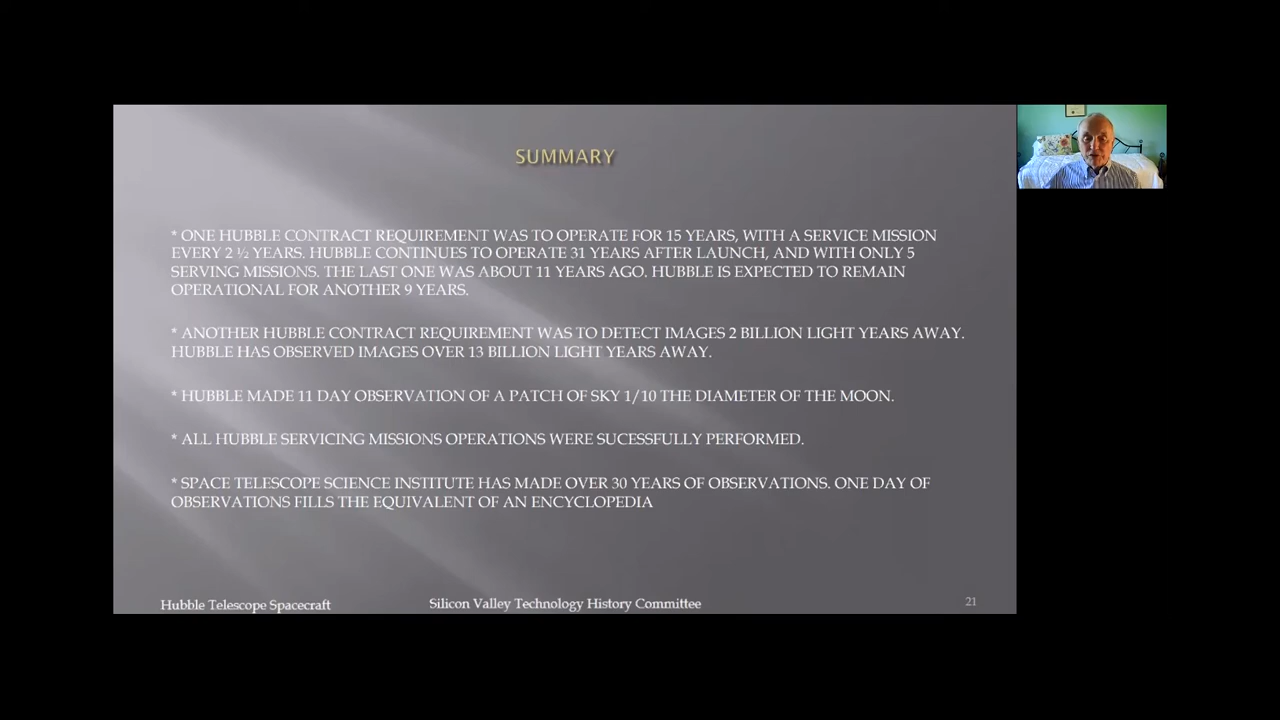 SUMMARY
* ONE HUBBLE CONTRACT REQUIREMENT WAS TO OPERATE FOR 15 YEARS, WITH A SERVICE MISSION
EVERY 2 ½ YEARS. HUBBLE CONTINUES TO OPERATE 31 YEARS AFTER LAUNCH, AND WITH ONLY 5
SERVING MISSIONS. THE LAST ONE WAS ABOUT 11 YEARS AGO. HUBBLE IS EXPECTED TO REMAIN
OPERATIONAL FOR ANOTHER 9 YEARS.
* ANOTHER HUBBLE CONTRACT REQUIREMENT WAS TO DETECT IMAGES 2 BILLION LIGHT YEARS AWAY.
HUBBLE HAS OBSERVED IMAGES OVER 13 BILLION LIGHT YEARS AWAY.
* HUBBLE MADE 11 DAY OBSERVATION OF A PATCH OF SKY 1/10 THE DIAMETER OF THE MOON.
* ALL HUBBLE SERVICING MISSIONS OPERATIONS WERE SUCESSFULLY PERFORMED.
* SPACE TELESCOPE SCIENCE INSTITUTE HAS MADE OVER 30 YEARS OF OBSERVATIONS. ONE DAY OF
OBSERVATIONS FILLS THE EQUIVALENT OF AN ENCYCLOPEDIA
Hubble Telescope Spacecraft
Silicon Valley Technology History Committee
21